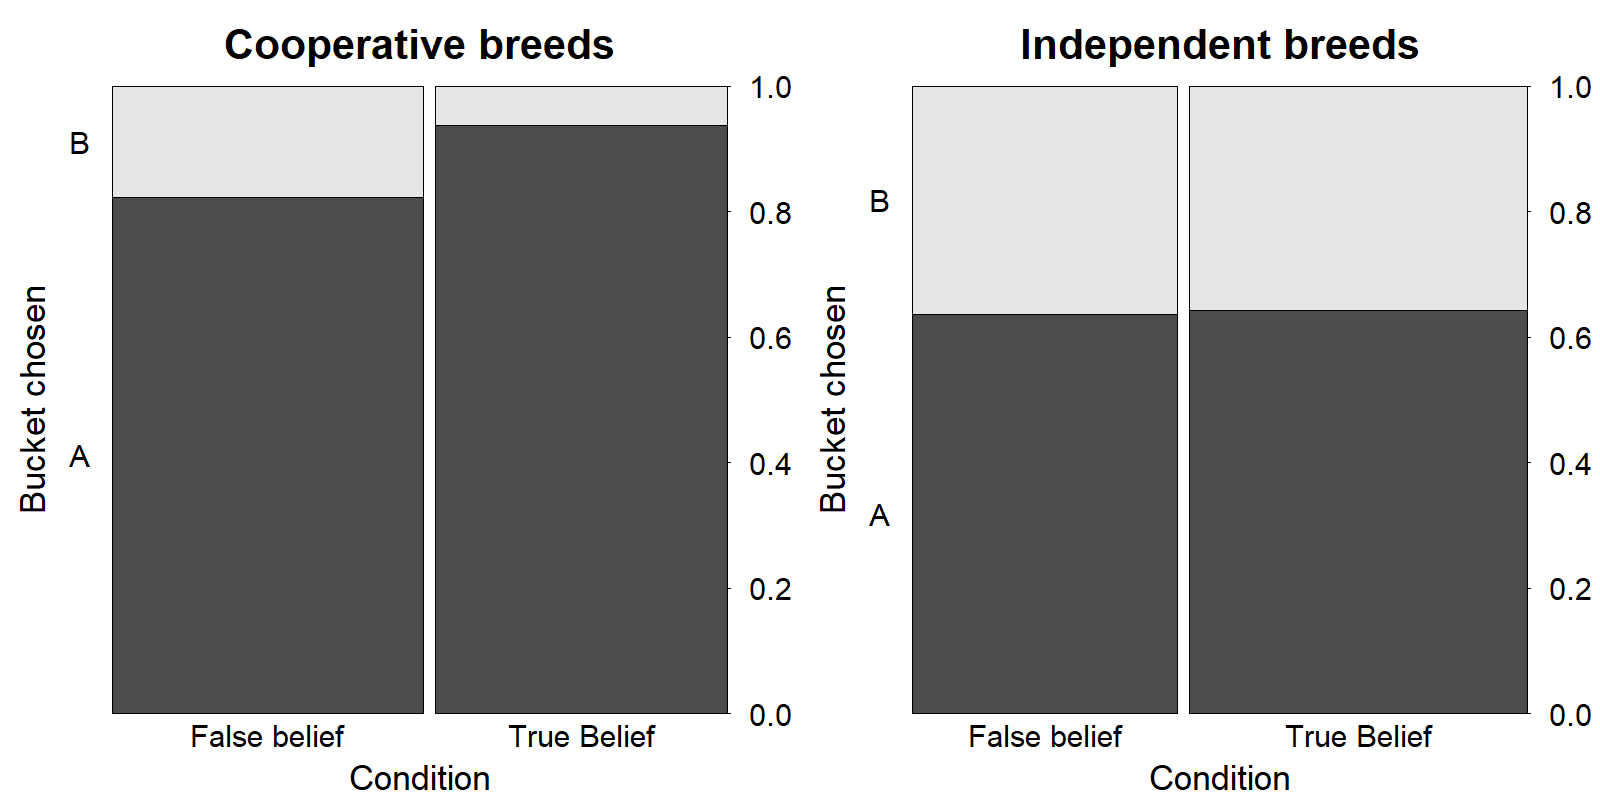 Cooperative breeds
B
A
Bucket chosen
1.0
0.8
0.6
0.4
0.2
0.0
False belief
True Belief
Condition
Independent breeds
B
A
Bucket chosen
1.0
0.8
0.6
0.4
0.2
0.0
False belief
True Belief
Condition